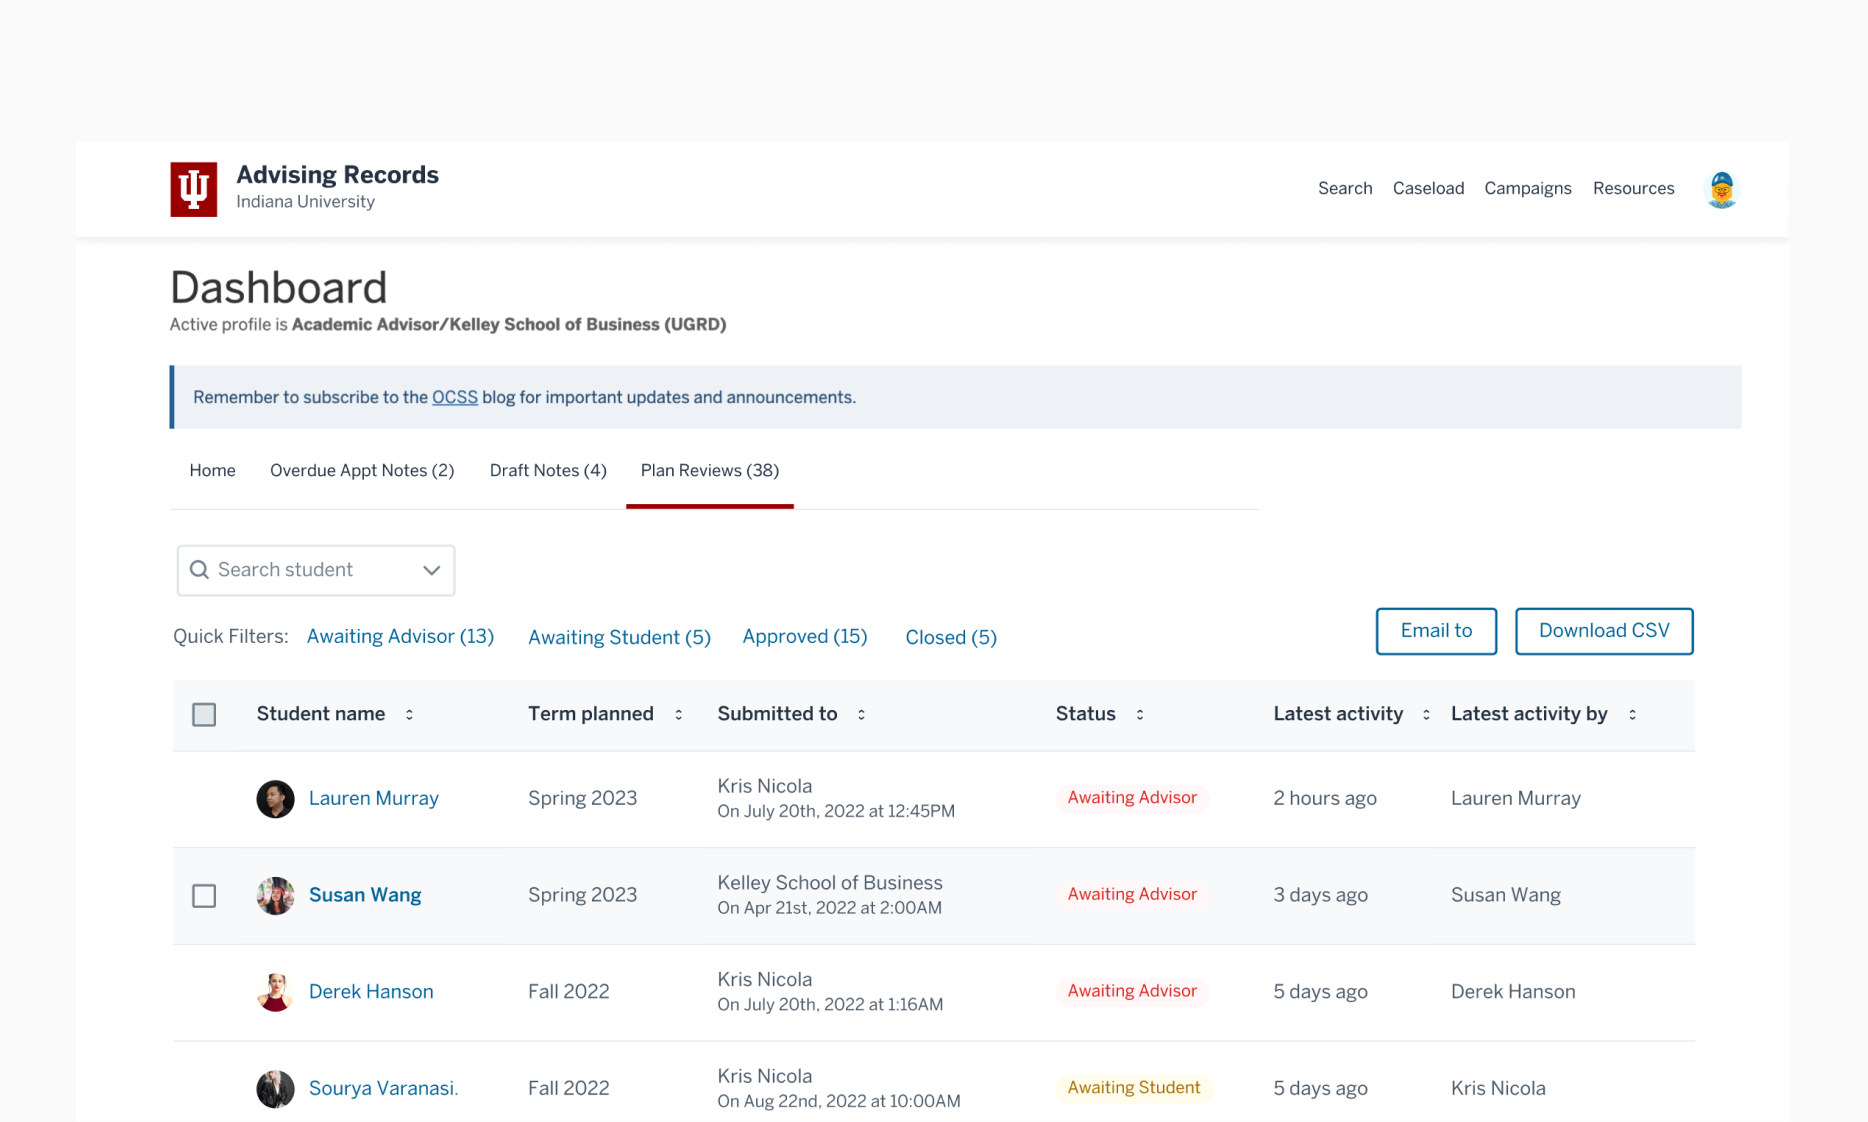 Advising Records
Indiana University
Search Caseload Campaigns Resources
Dashboard
Active profile is Academic Advisor/Kelley School of Business (UGRD)
Remember to subscribe to the OCSS blog for important updates and announcements.
Home Overdue Appt Notes (2) Draft Notes (4) Plan Reviews (38)
Search student
Quick Filters: Awaiting Advisor (13) Awaiting Student (5) Approved (15) Closed (5)
Email to Download CSV
Student name Term planned Submitted to Status Latest activity Latest activity by
Lauren Murray Spring 2023 Kris Nicola Awaiting Advisor 2 hours ago Lauren Murray
On July 20th, 2022 at 12:45PM
Susan Wang Spring 2023 Kelley School of Business Awaiting Advisor 3 days ago Susan Wang
On Apr 21st, 2022 at 2:00AM
Derek Hanson Fall 2022 Kris Nicola Awaiting Advisor 5 days ago Derek Hanson
On July 20th, 2022 at 1:16AM
Sourya Varanasi. Fall 2022 Kris Nicola Awaiting Student 5 days ago Kris Nicola
On Aug 22nd, 2022 at 10:00AM